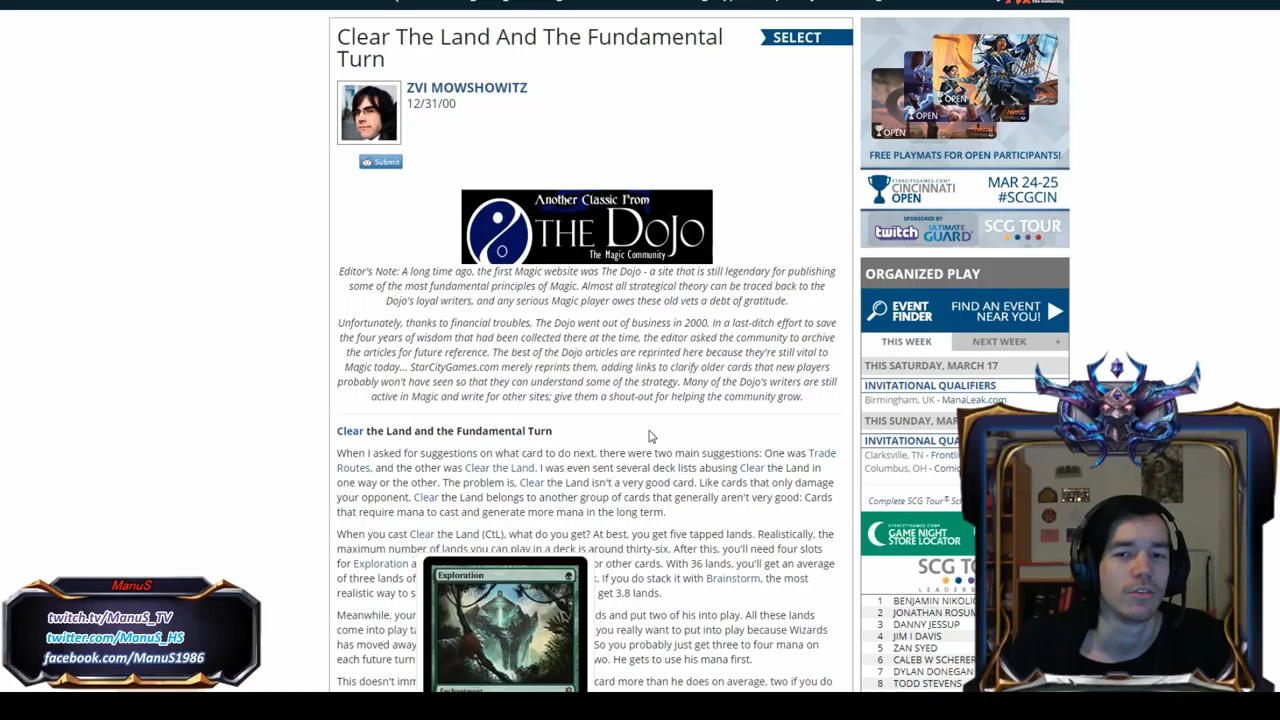 Clear The Land And The Fundamental
Turn
SELECT
ZVI MOWSHOWITZ
12/31/00
Submit
Another Classic From
THE DOJO
The Magic Community
Editor's Note: A long time ago, the first Magic website was The Dojo - a site that is still legendary for publishing
some of the most fundamental principles of Magic. Almost all strategical theory can be traced back to the
Dojo's loyal writers, and any serious Magic player owes these old vets a debt of gratitude.
Unfortunately, thanks to financial troubles, The Dojo went out of business in 2000. In a last-ditch effort to save
the four years of wisdom that had been collected there at the time, the editor asked the community to archive
the articles for future reference. The best of the Dojo articles are reprinted here because they're still vital to
Magic today... StarCityGames.com merely reprints them, adding links to clarify older cards that new players
probably won't have seen so that they can understand some of the strategy. Many of the Dojo's writers are still
active in Magic and write for other sites; give them a shout-out for helping the community grow.
Clear the Land and the Fundamental Turn
When I asked for suggestions on what card to do next, there were two main suggestions: One was Trade
Routes, and the other was Clear the Land. I was even sent several deck lists abusing Clear the Land in
one way or the other. The problem is, Clear the Land isn't a very good card. Like cards that only damage
your opponent, Clear the Land belongs to another group of cards that generally aren't very good: Cards
that require mana to cast and generate more mana in the long term.
When you cast Clear the Land (CtL), what do you get? At best, you get five tapped lands. Realistically, the
maximum number of lands you can play in a deck is around thirty-six. After this, you'll need four slots
for Exploration a
or other cards. With 36 lands, you'll get an average
of three lands of
k. If you do stack it with Brainstorm, the most
realistic way to s
get 3.8 lands.
Meanwhile, your
ds and put two of his into play. All these lands
come into play ta
you really want to put into play because Wizards
has moved away
So you probably just get three to four mana on
each future turn
two. He gets to use his mana first.
This doesn't imm
card more than he does on average, two if you do
Exploration
Enchantment
OPEN
OPEN
OPEN
FREE PLAYMATS FOR OPEN PARTICIPANTS!
STARCITYGAMES.COM
CINCINNATI
OPEN
MAR 24-25
#SCGCIN
SPONSORED BY
twitch
ULTIMATE
GUARD
SCG TOUR
ORGANIZED PLAY
EVENT
FINDER
FIND AN EVENT
NEAR YOU!
THIS WEEK
NEXT WEEK
+
THIS SATURDAY, MARCH 17
INVITATIONAL QUALIFIERS
Birmingham, UK - ManaLeak.com
THIS SUNDAY, MAR
INVITATIONAL QUA
Clarksville, TN - Frontli
Columbus, OH - Comic
Complete SCG Tour® Sc
GAME NIGHT
STORE LOCATOR
SCG TO
LEADER
1 BENJAMIN NIKOLIC
2 JONATHAN ROSUM
3 DANNY JESSUP
4 JIM I DAVIS
5 ZAN SYED
6 CALEB W SCHERER
7 DYLAN DONEGAN
8 TODD STEVENS
ManuS
twitch.tv/ManuS_TV
twitter.com/ManuS_HS
facebook.com/ManuS1986